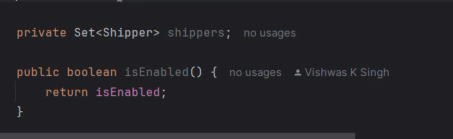 private Set<Shipper> shippers; no usages
public boolean isEnabled() { no usages Vishwas K Singh
return isEnabled;
}